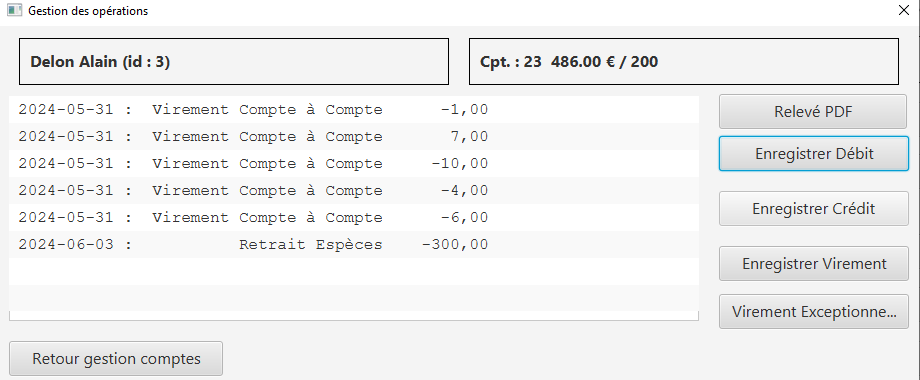 Gestion des opérations
Delon Alain (id : 3)
Cpt. : 23  486.00 € / 200
2024-05-31 :  Virement Compte à Compte      -1,00
2024-05-31 :  Virement Compte à Compte       7,00
2024-05-31 :  Virement Compte à Compte     -10,00
2024-05-31 :  Virement Compte à Compte      -4,00
2024-05-31 :  Virement Compte à Compte      -6,00
2024-06-03 :           Retrait Espèces    -300,00
Relevé PDF
Enregistrer Débit
Enregistrer Crédit
Enregistrer Virement
Virement Exceptionne...
Retour gestion comptes